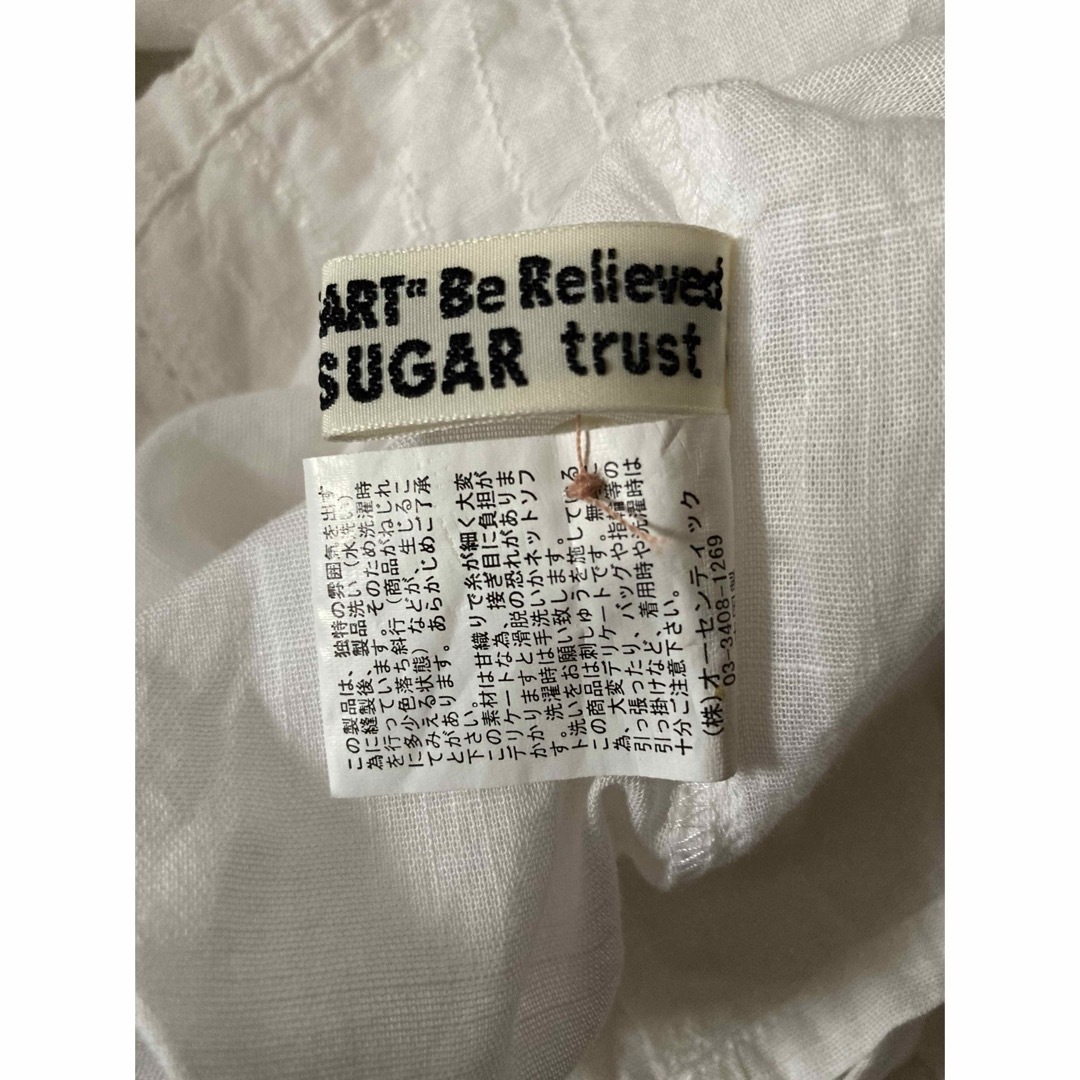 ART" Be Relieved
SUGAR trust
この製品は、独特の雰囲気を出す
為に縫製後、製品洗い（水洗い）
を行っています。そのため洗濯時
に多少色落ち斜行（商品がねじれ
てみえる状態）などが、生じるこ
とがあります。あらかじめご了承
下さい。
この素材は甘織りで糸が細く大変
デリケートな為、接ぎ目に負担が
かかりますと滑脱の恐れがありま
す。洗濯時は手洗いかネットソフ
ト洗いをお願い致します。
この商品は刺しゅうを施している
為、大変デリケートです。無
引っ張ったり、バッグや指輪等の
引っ掛けなど、着用時や洗濯時は
十分ご注意下さい。
(株)オーセンティック
03-3408-1269